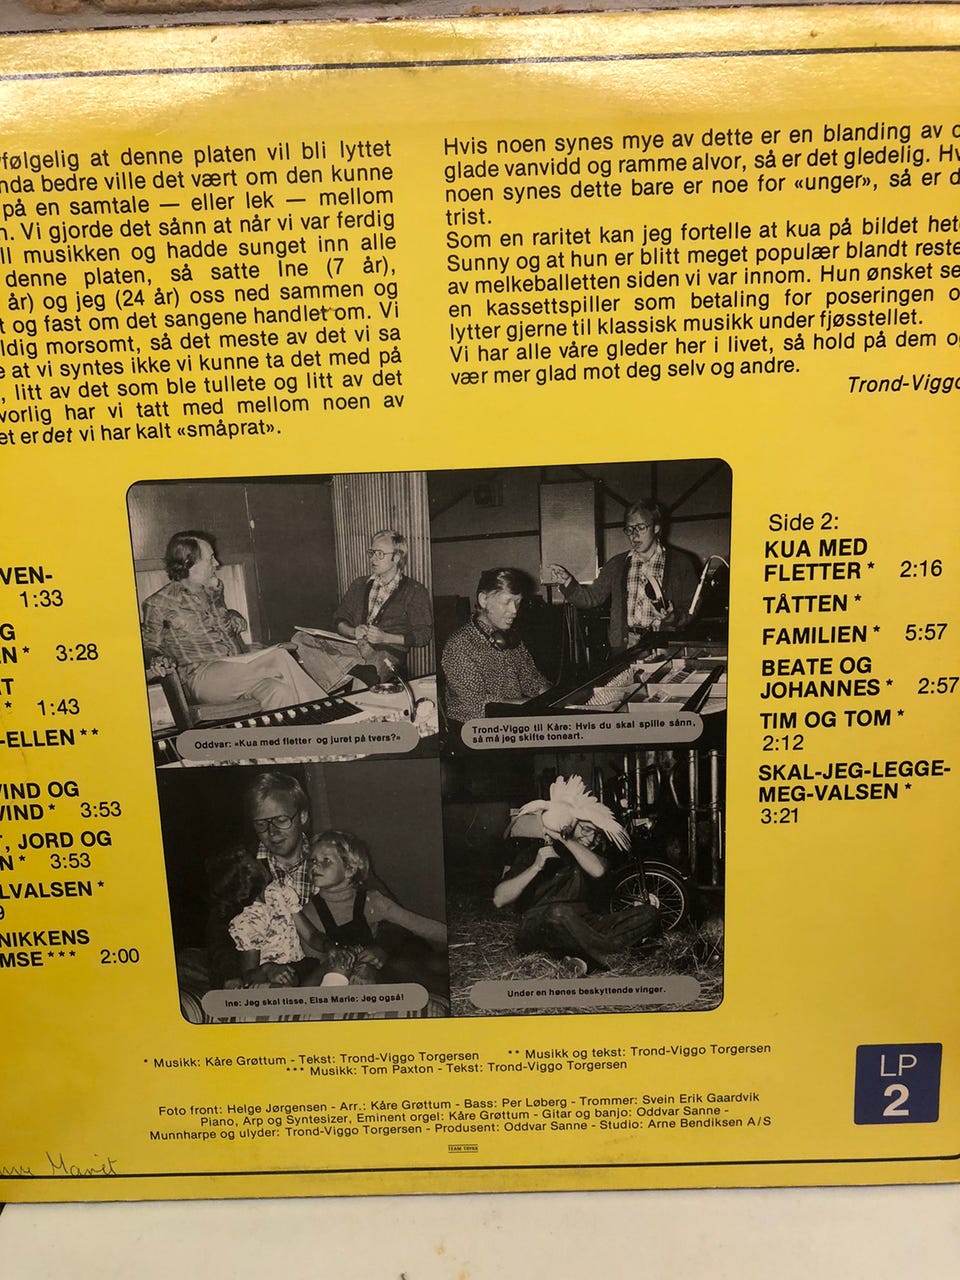 følgelig at denne platen vil bli lyttet
nda bedre ville det vært om den kunne
på en samtale — eller lek — mellom
n. Vi gjorde det sånn at når vi var ferdig
ll musikken og hadde sunget inn alle
denne platen, så satte Ine (7 år),
år) og jeg (24 år) oss ned sammen og
t og fast om det sangene handlet om. Vi
ldig morsomt, så det meste av det vi sa
e at vi syntes ikke vi kunne ta det med på
, litt av det som ble tullete og litt av det
vorlig har vi tatt med mellom noen av
et er det vi har kalt «småprat».
Hvis noen synes mye av dette er en blanding av d
glade vanvidd og ramme alvor, så er det gledelig. Hv
noen synes dette bare er noe for «unger», så er d
trist.
Som en raritet kan jeg fortelle at kua på bildet hete
Sunny og at hun er blitt meget populær blandt reste
av melkeballetten siden vi var innom. Hun ønsket se
en kassettspiller som betaling for poseringen o
lytter gjerne til klassisk musikk under fjøsstellet.
Vi har alle våre gleder her i livet, så hold på dem o
vær mer glad mot deg selv og andre.
Trond-Viggo
VEN-
1:33
G
N* 3:28
T
* 1:43
-ELLEN**
VIND OG
VIND* 3:53
T, JORD OG
N* 3:53
LVALSEN*
9
NIKKENS
MSE*** 2:00
Oddvar: «Kua med fletter og juret på tvers?»
Trond-Viggo til Kåre: Hvis du skal spille sånn,
så må jeg skifte toneart.
Ine: Jeg skal tisse, Elsa Marie: Jeg også!
Under en hønes beskyttende vinger.
Side 2:
KUA MED
FLETTER* 2:16
TÅTTEN*
FAMILIEN* 5:57
BEATE OG
JOHANNES* 2:57
TIM OG TOM*
2:12
SKAL-JEG-LEGGE-
MEG-VALSEN*
3:21
* Musikk: Kåre Grøttum - Tekst: Trond-Viggo Torgersen ** Musikk og tekst: Trond-Viggo Torgersen
*** Musikk: Tom Paxton - Tekst: Trond-Viggo Torgersen
Foto front: Helge Jørgensen - Arr.: Kåre Grøttum - Bass: Per Løberg - Trommer: Svein Erik Gaardvik
Piano, Arp og Syntesizer, Eminent orgel: Kåre Grøttum - Gitar og banjo: Oddvar Sanne -
Munnharpe og ulyder: Trond-Viggo Torgersen - Produsent: Oddvar Sanne - Studio: Arne Bendiksen A/S
TEAM TRYKK
LP
2